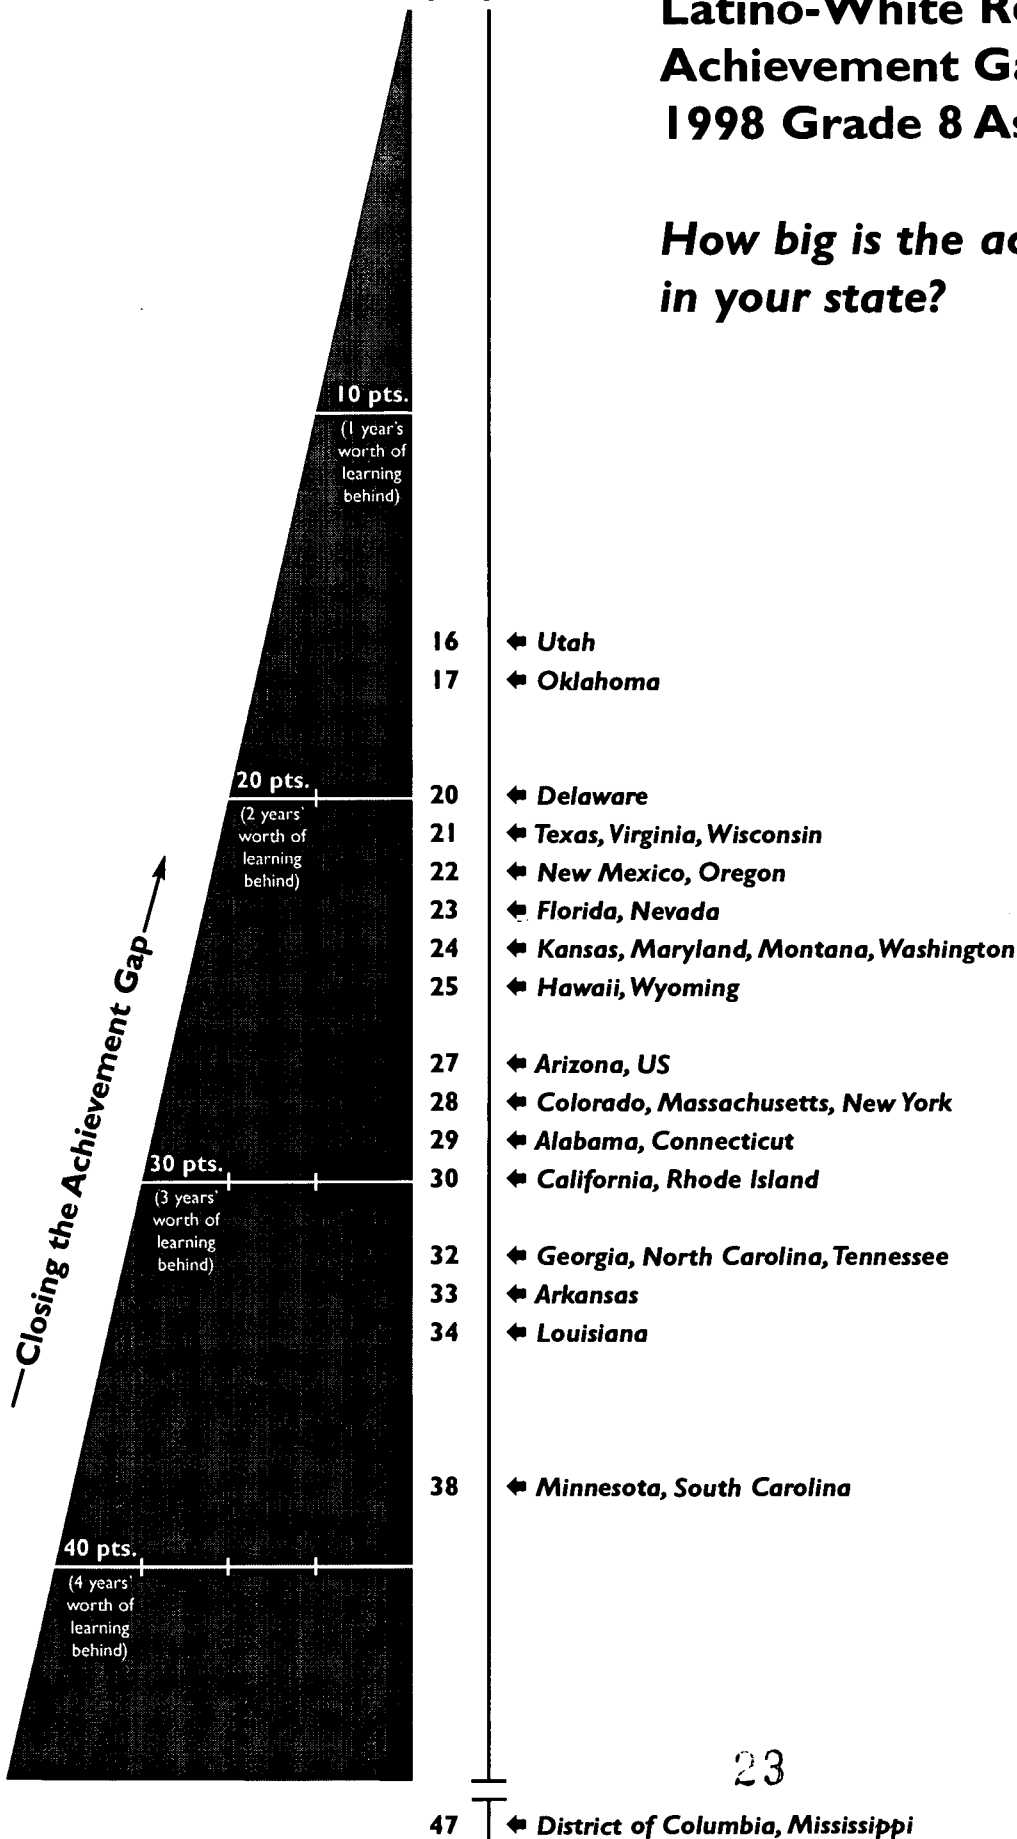 Latino-White
Achievement
1998 Grade 8
How big is the
in your state?
10 pts.
(1 year's
worth of
learning
behind)
16 Utah
17 Oklahoma
20 pts.
(2 years'
worth of
learning
behind)
20 Delaware
21 Texas, Virginia, Wisconsin
22 New Mexico, Oregon
23 Florida, Nevada
24 Kansas, Maryland, Montana, Washington
25 Hawaii, Wyoming
27 Arizona, US
28 Colorado, Massachusetts, New York
29 Alabama, Connecticut
30 pts.
(3 years'
worth of
learning
behind)
30 California, Rhode Island
32 Georgia, North Carolina, Tennessee
33 Arkansas
34 Louisiana
38 Minnesota, South Carolina
40 pts.
(4 years'
worth of
learning
behind)
Closing the Achievement Gap
23
47 District of Columbia, Mississippi